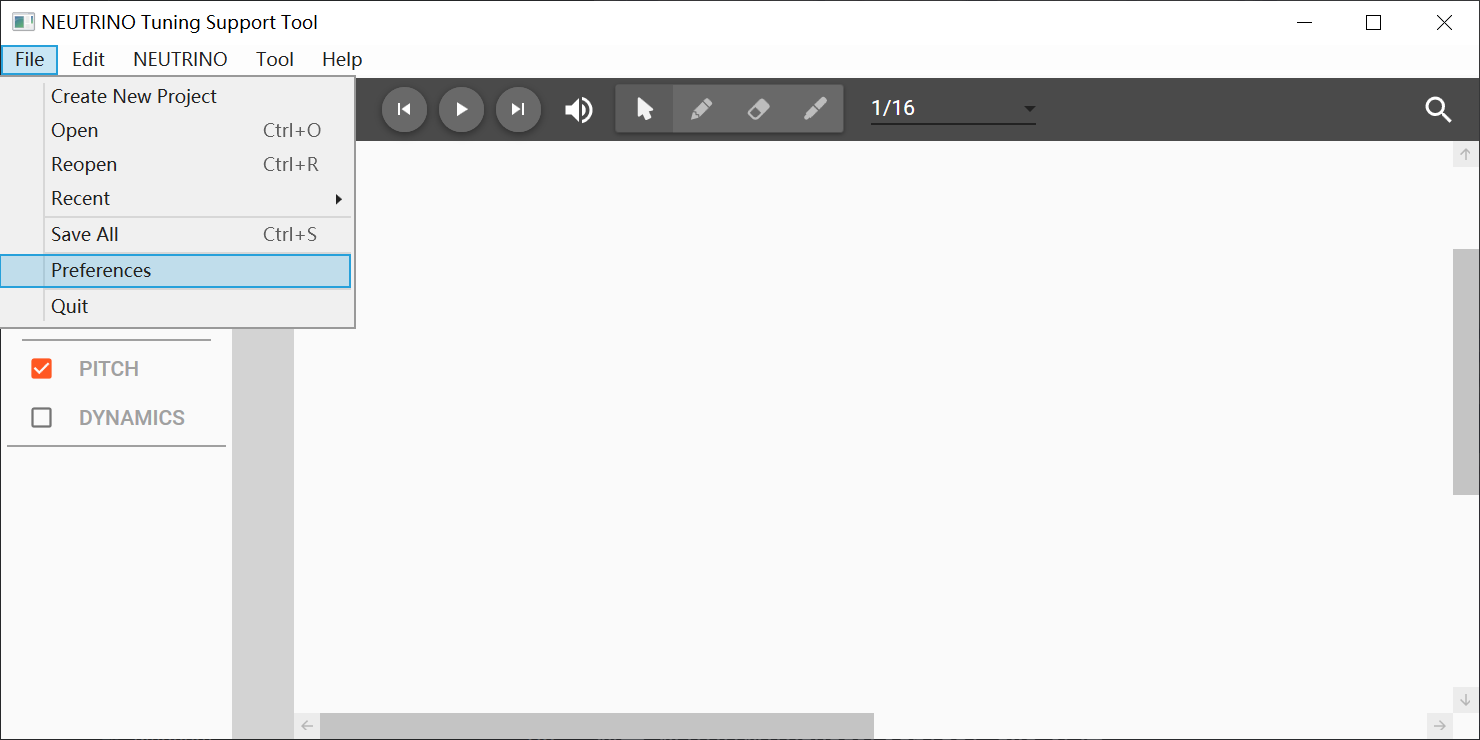 NEUTRINO Tuning Support Tool
File Edit NEUTRINO Tool Help
Create New Project
Open Ctrl+O
Reopen Ctrl+R
Recent
Save All Ctrl+S
Preferences
Quit
1/16
PITCH
DYNAMICS